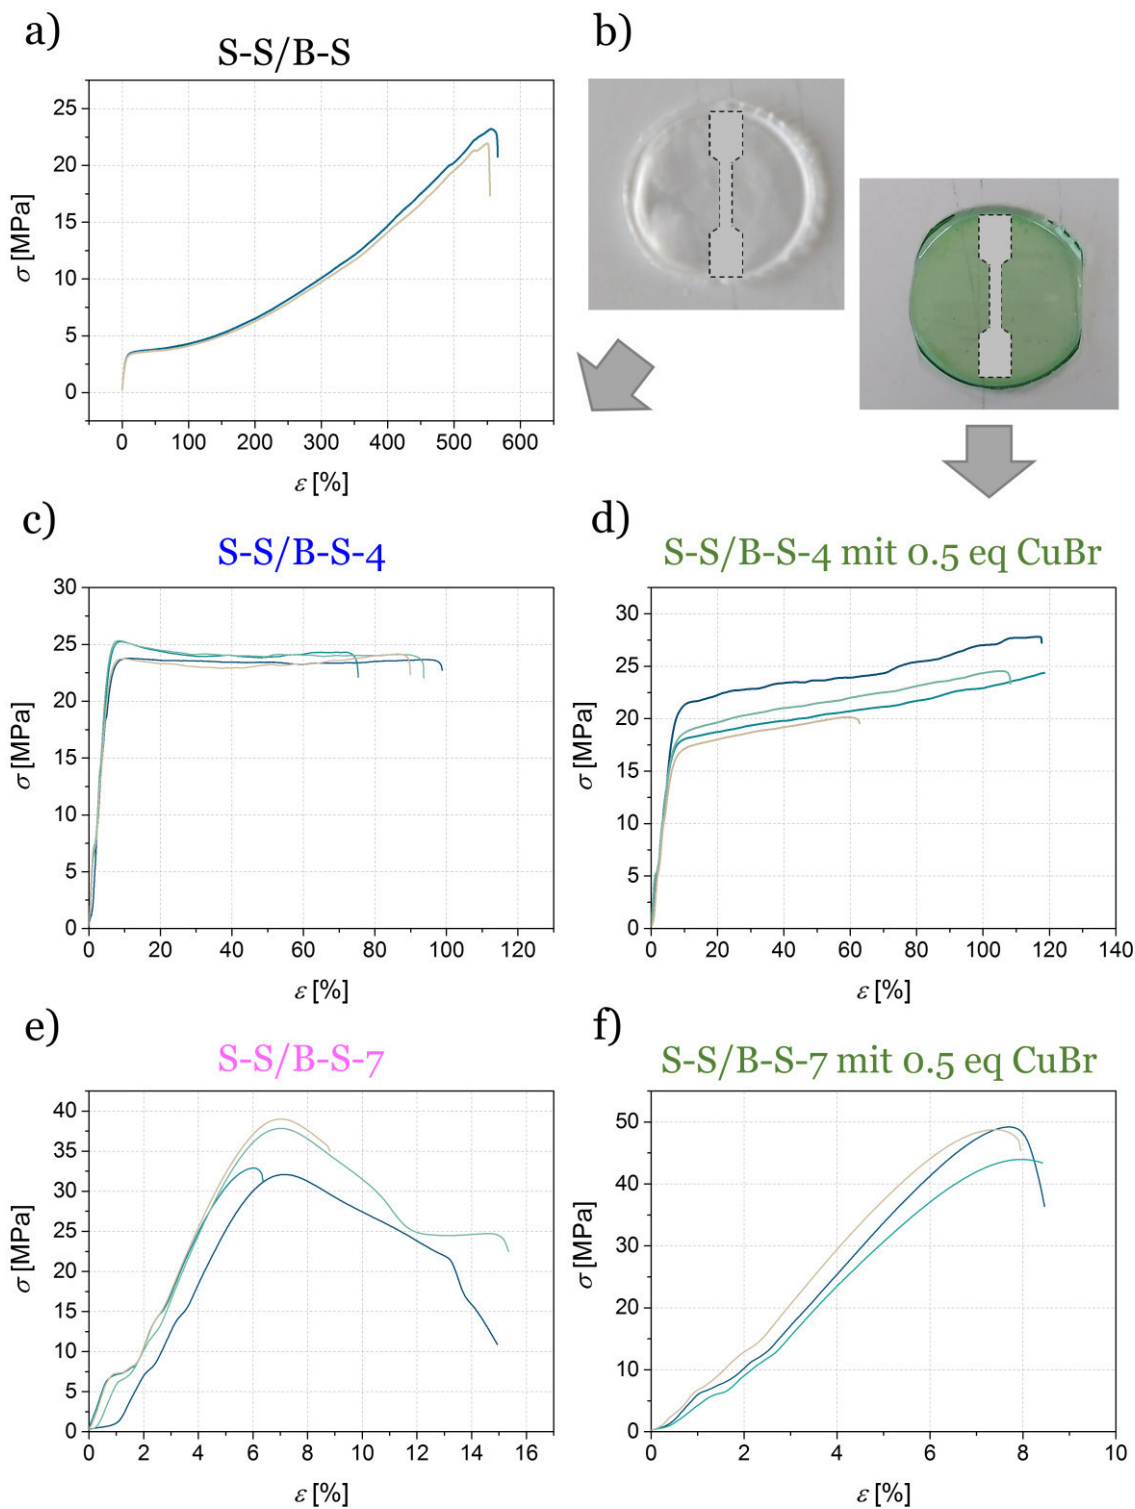 a)
S-S/B-S
σ [MPa]
25
20
15
10
5
0
0 100 200 300 400 500 600
ε [%]
b)
c)
S-S/B-S-4
σ [MPa]
30
25
20
15
10
5
0
0 20 40 60 80 100 120
ε [%]
d)
S-S/B-S-4 mit 0.5 eq CuBr
σ [MPa]
30
25
20
15
10
5
0
0 20 40 60 80 100 120 140
ε [%]
e)
S-S/B-S-7
σ [MPa]
40
35
30
25
20
15
10
5
0
0 2 4 6 8 10 12 14 16
ε [%]
f)
S-S/B-S-7 mit 0.5 eq CuBr
σ [MPa]
50
40
30
20
10
0
0 2 4 6 8 10
ε [%]